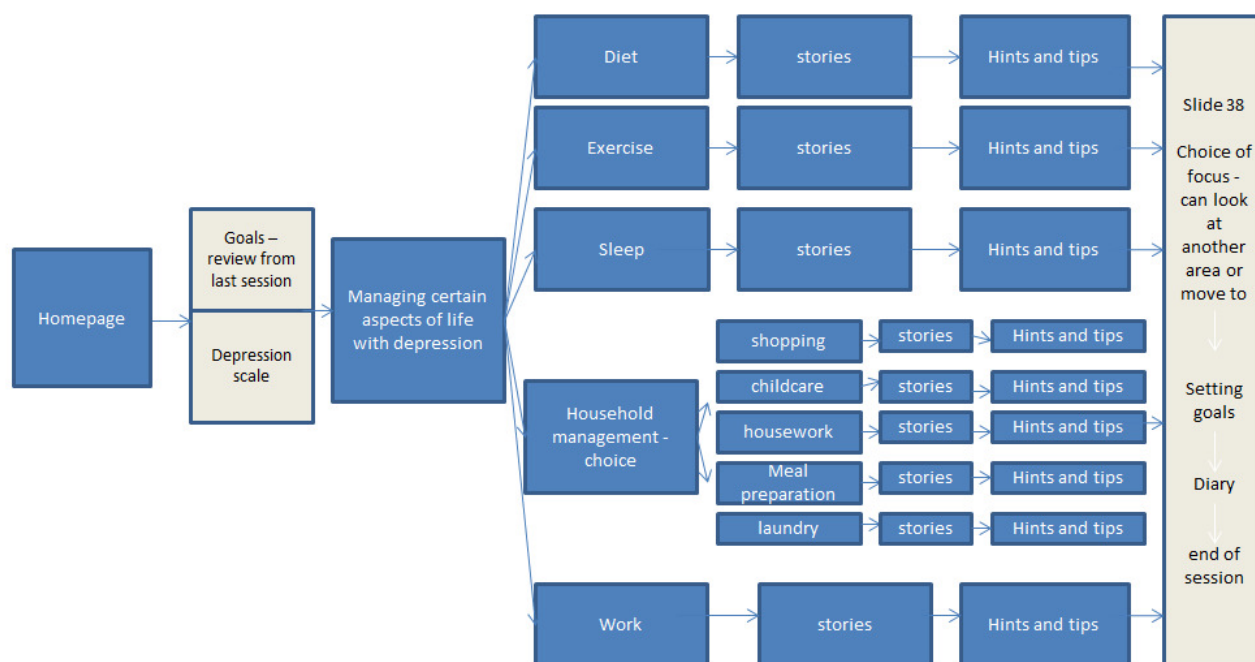 Homepage
Goals –
review from
last session
Depression
scale
Managing certain
aspects of life
with depression
Diet
stories
Hints and tips
Exercise
stories
Hints and tips
Sleep
stories
Hints and tips
Household
management -
choice
shopping
stories
Hints and tips
childcare
stories
Hints and tips
housework
stories
Hints and tips
Meal
preparation
stories
Hints and tips
laundry
stories
Hints and tips
Work
stories
Hints and tips
Slide 38
Choice of
focus -
can look
at
another
area or
move to
Setting
goals
Diary
end of
session